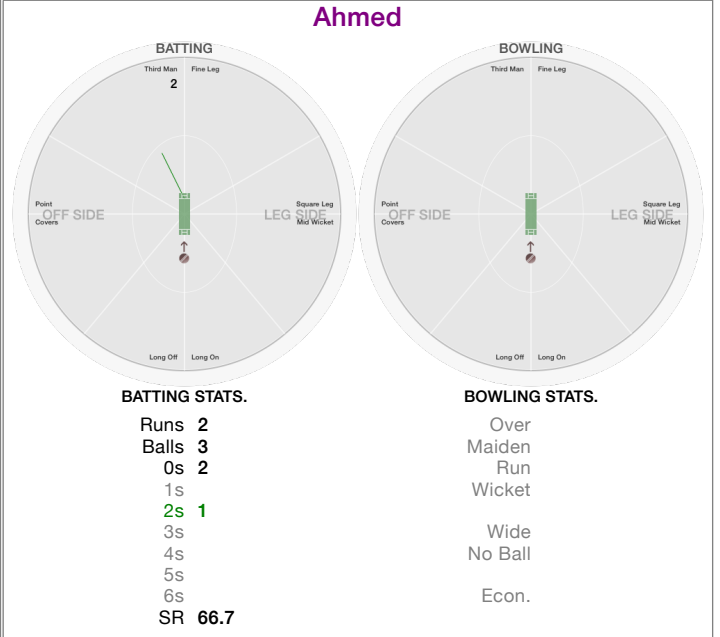 Ahmed
BATTING BOWLING
Third Man Fine Leg Third Man Fine Leg
2
Point Square Leg Point Square Leg
OFF SIDE LEG SIDE OFF SIDE LEG SIDE
Covers Mid Wicket Covers Mid Wicket
Long Off Long On Long Off Long On
BATTING STATS. BOWLING STATS.
Runs 2 Over
Balls 3 Maiden
0s 2 Run
1s Wicket
2s 1
3s Wide
4s No Ball
5s
6s Econ.
SR 66.7